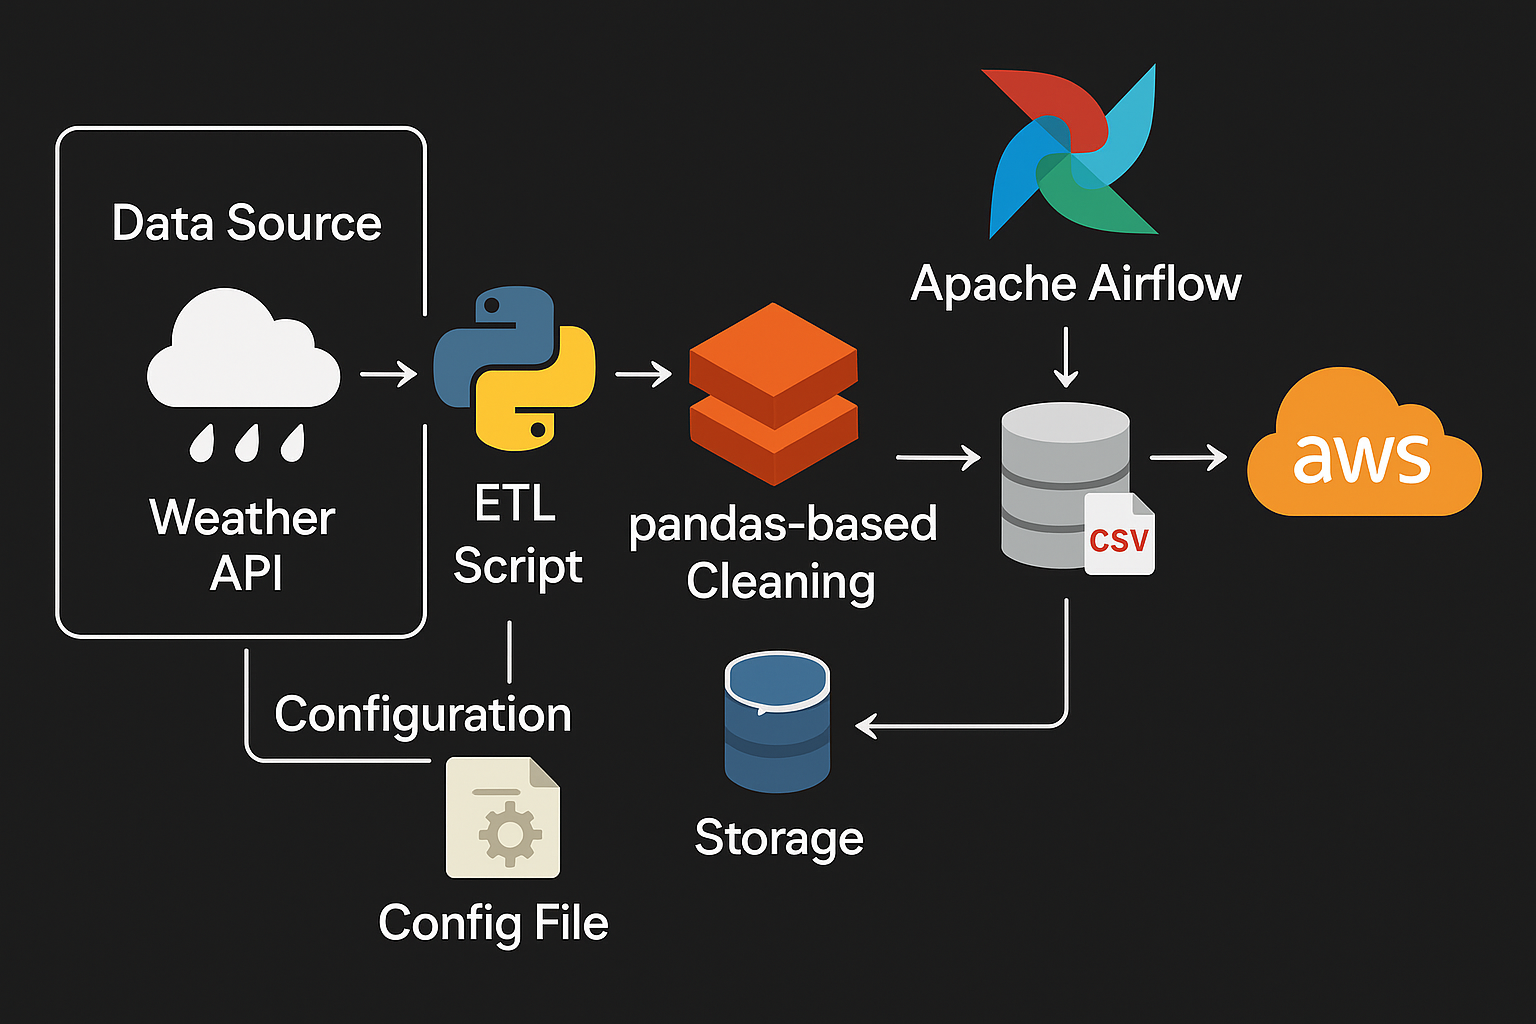 Data Source
Weather
API
ETL
Script
pandas-based
Cleaning
Apache Airflow
CSV
aws
Configuration
Config File
Storage